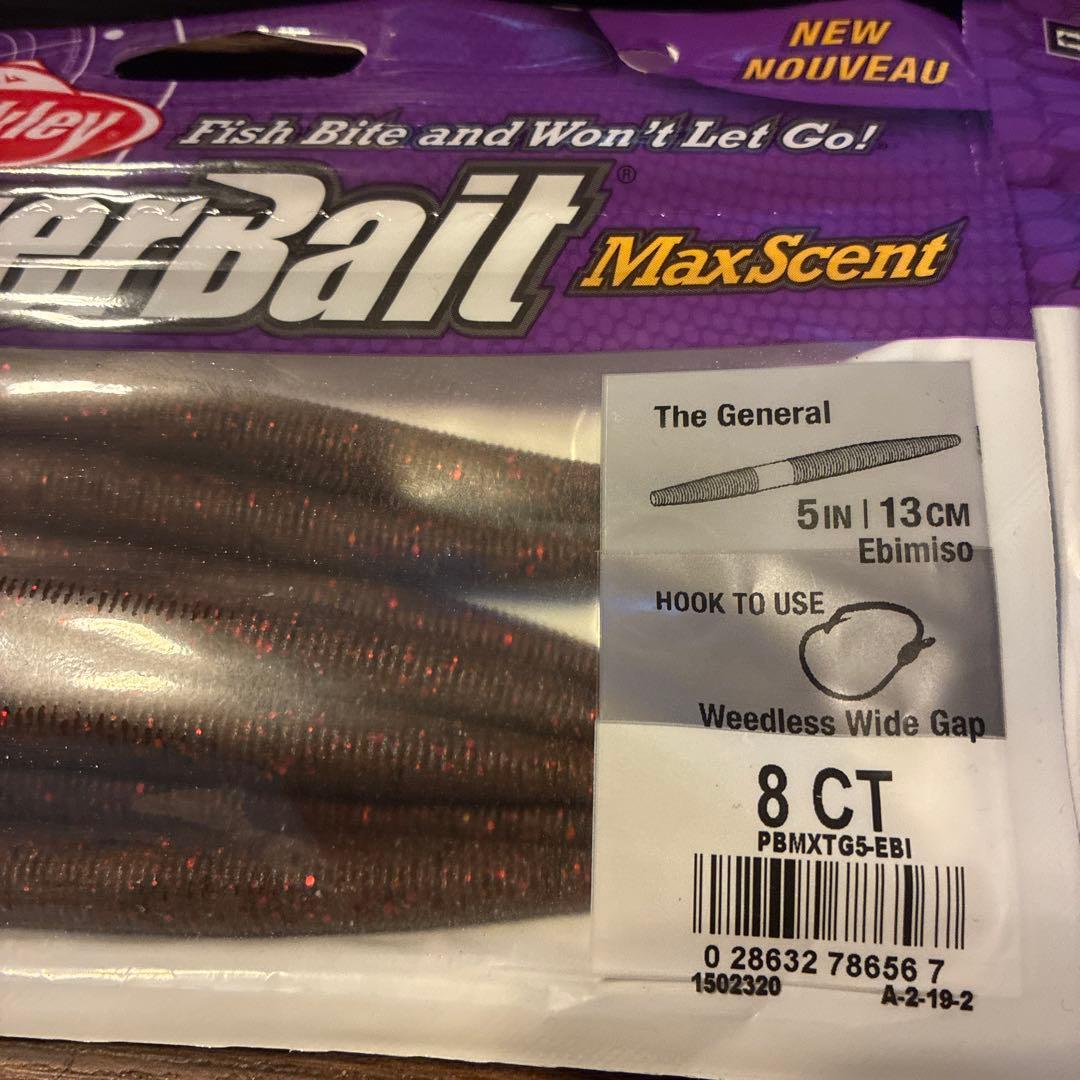 NEW
NOUVEAU
Fish Bite and Won't Let Go!
erBait®
MaxScent
The General
5IN | 13CM
Ebimiso
HOOK TO USE
Weedless Wide Gap
8 CT
PBMXTG5-EBI
0 28632 78656 7
1502320 A-2-19-2